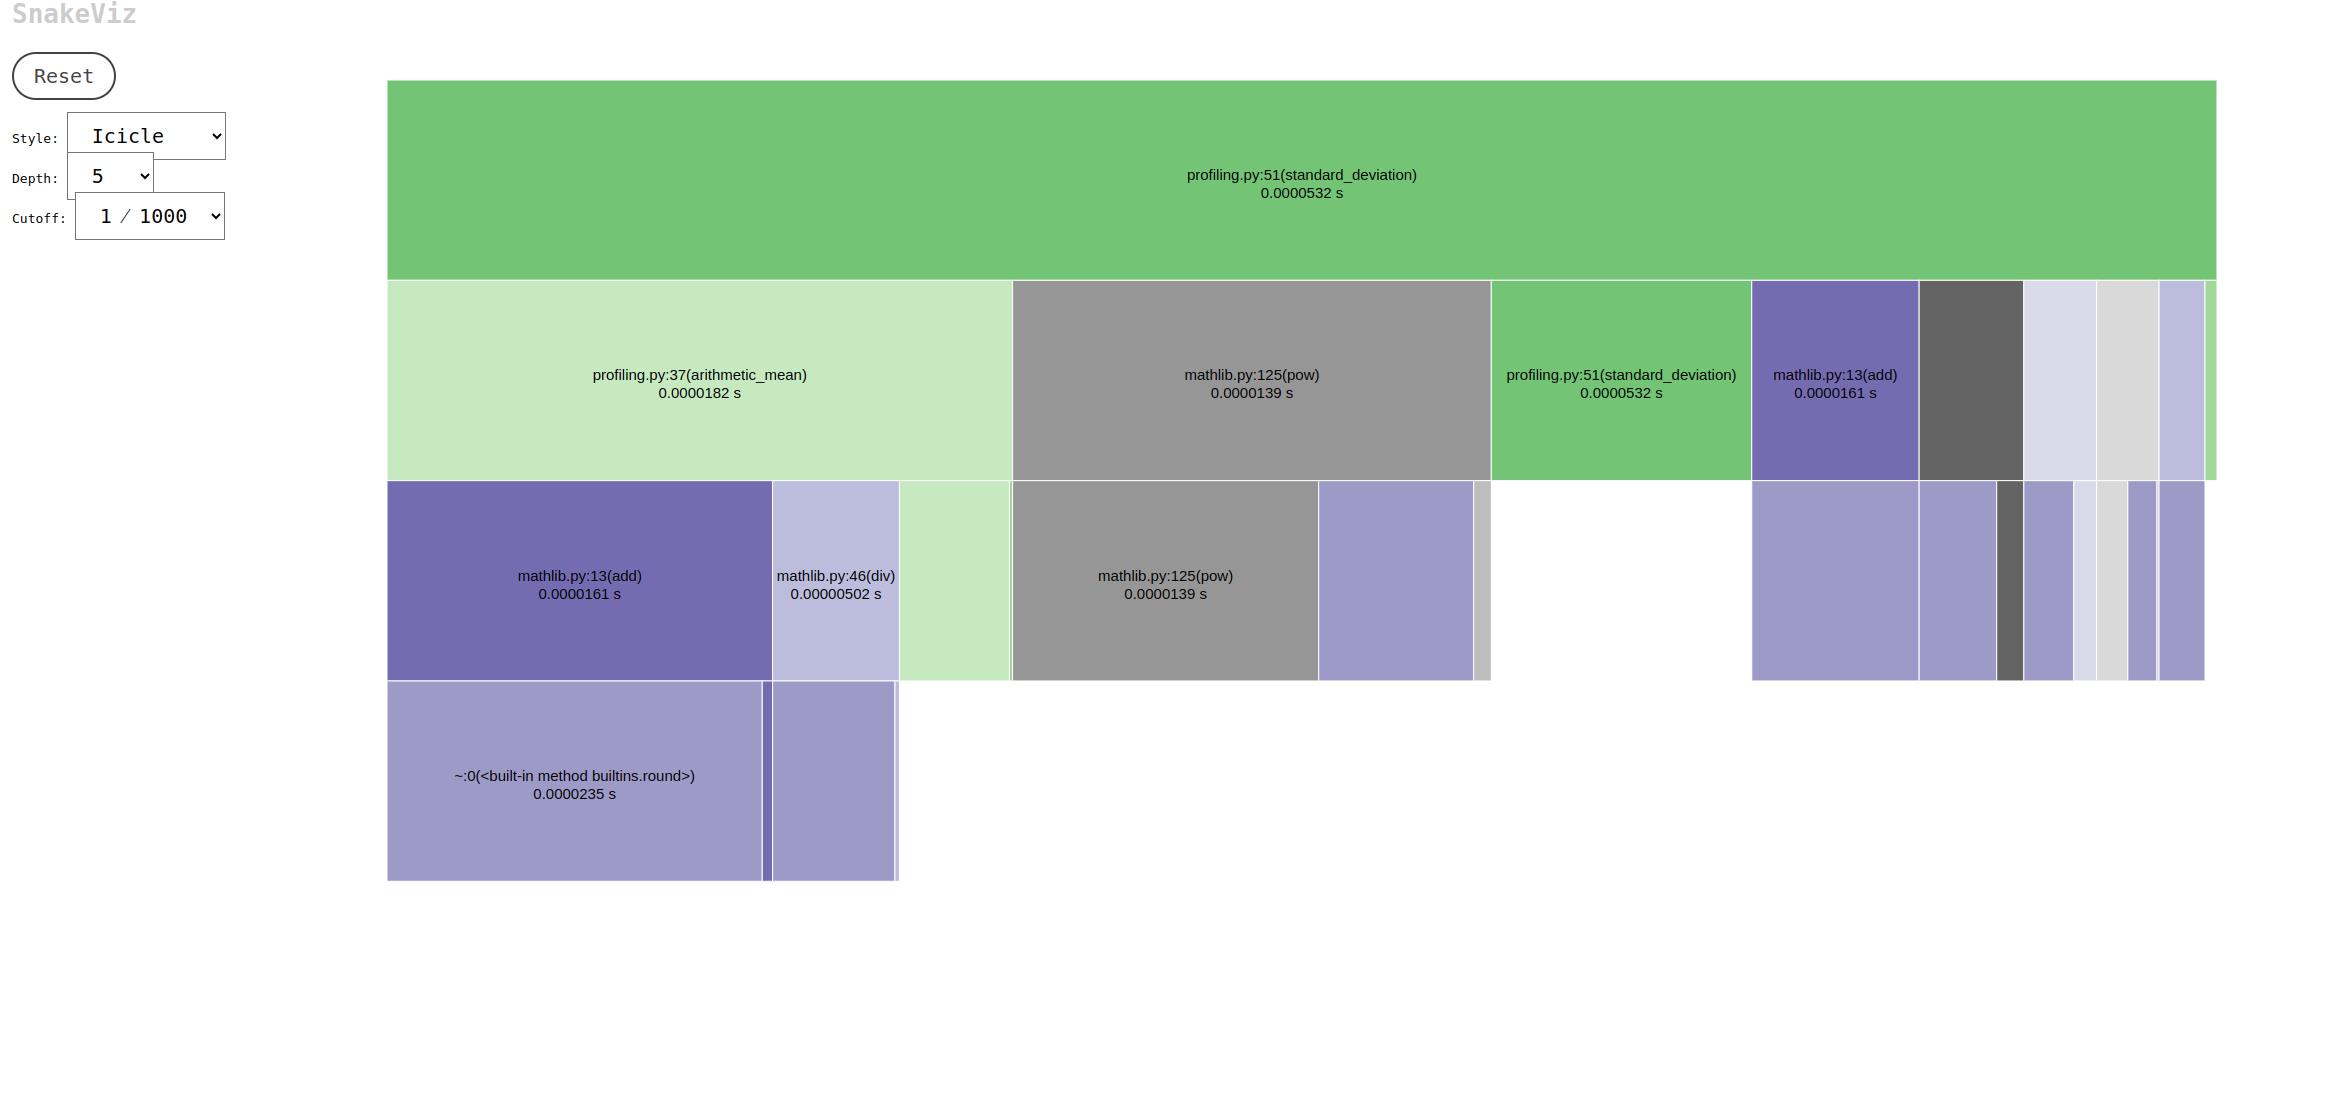 SnakeViz
Reset
Style: Icicle
Depth: 5
Cutoff: 1 / 1000
profiling.py:51(standard_deviation)
0.0000532 s
profiling.py:37(arithmetic_mean)
0.0000182 s
mathlib.py:125(pow)
0.0000139 s
profiling.py:51(standard_deviation)
0.0000532 s
mathlib.py:13(add)
0.0000161 s
mathlib.py:13(add)
0.0000161 s
mathlib.py:46(div)
0.00000502 s
mathlib.py:125(pow)
0.0000139 s
~:0(<built-in method builtins.round>)
0.0000235 s